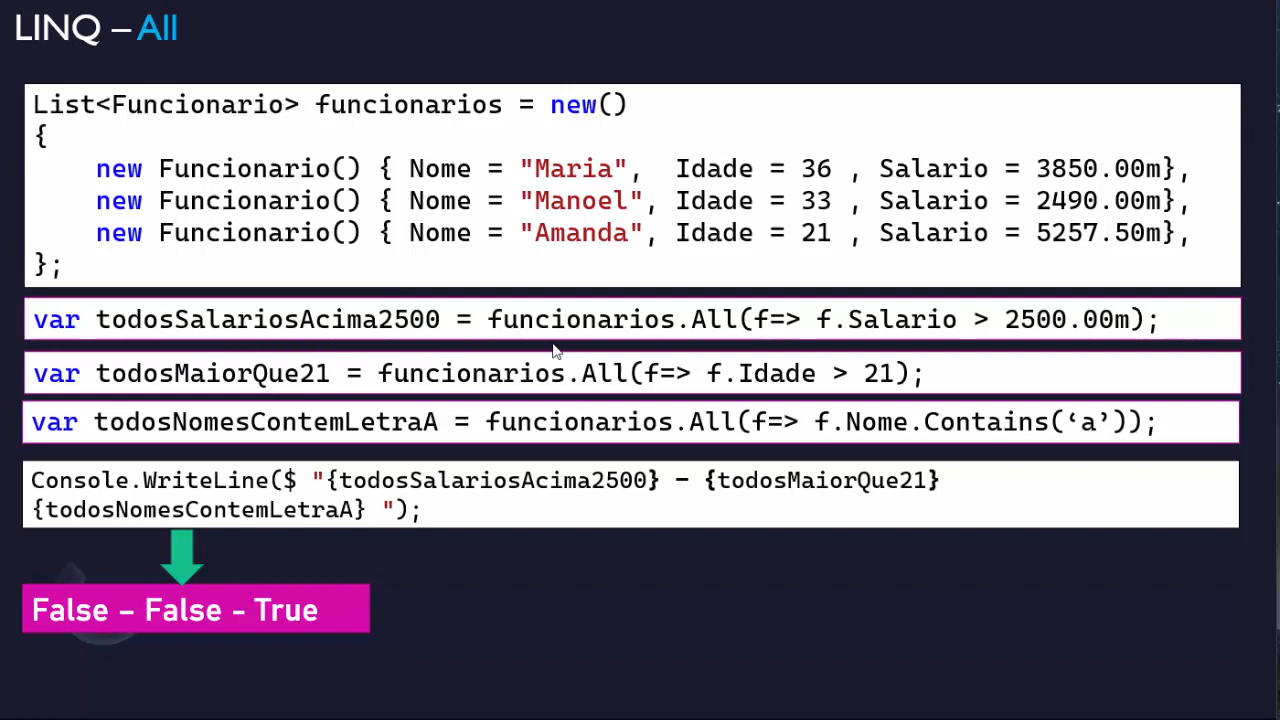 LINQ – All
List<Funcionario> funcionarios = new()
{
    new Funcionario() { Nome = "Maria",  Idade = 36 , Salario = 3850.00m},
    new Funcionario() { Nome = "Manoel", Idade = 33 , Salario = 2490.00m},
    new Funcionario() { Nome = "Amanda", Idade = 21 , Salario = 5257.50m},
};
var todosSalariosAcima2500 = funcionarios.All(f=> f.Salario > 2500.00m);
var todosMaiorQue21 = funcionarios.All(f=> f.Idade > 21);
var todosNomesContemLetraA = funcionarios.All(f=> f.Nome.Contains(‘a’));
Console.WriteLine($ "{todosSalariosAcima2500} – {todosMaiorQue21}
{todosNomesContemLetraA} ");
False – False - True